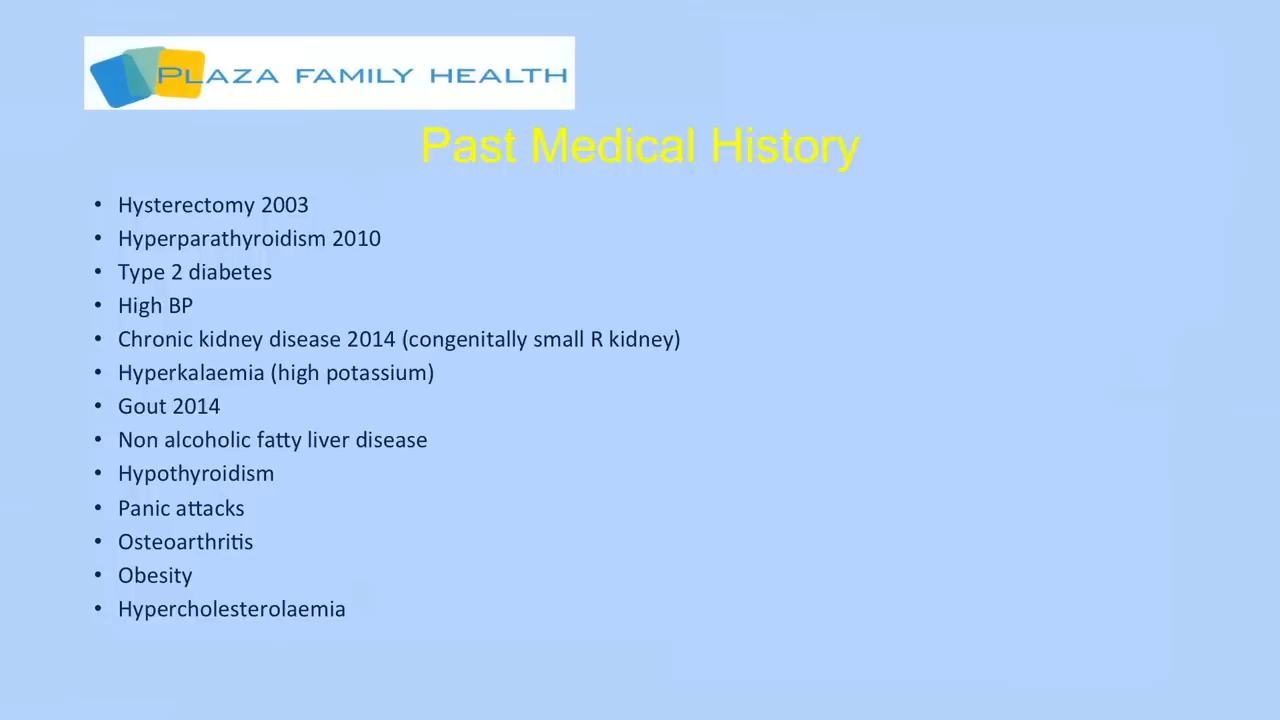 PLAZA FAMILY HEALTH
Past Medical History
• Hysterectomy 2003
• Hyperparathyroidism 2010
• Type 2 diabetes
• High BP
• Chronic kidney disease 2014 (congenitally small R kidney)
• Hyperkalaemia (high potassium)
• Gout 2014
• Non alcoholic fatty liver disease
• Hypothyroidism
• Panic attacks
• Osteoarthritis
• Obesity
• Hypercholesterolaemia